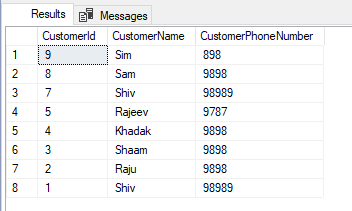 Results Messages
CustomerId CustomerName CustomerPhoneNumber
1 9 Sim 898
2 8 Sam 9898
3 7 Shiv 98989
4 5 Rajeev 9787
5 4 Khadak 9898
6 3 Shaam 9898
7 2 Raju 9898
8 1 Shiv 98989